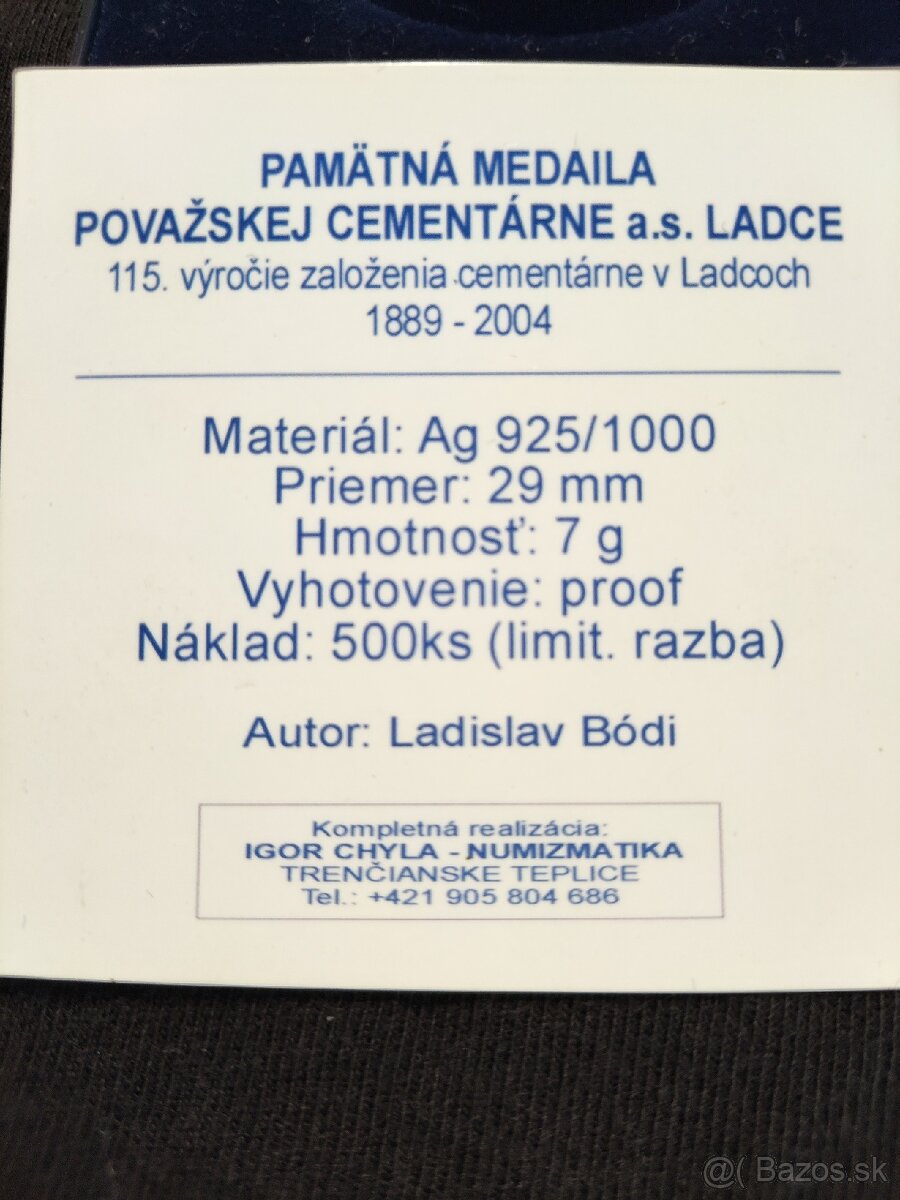 PAMÄTNÁ MEDAILA
POVAŽSKEJ CEMENTÁRNE a.s. LADCE
115. výročie založenia cementárne v Ladcoch
1889 - 2004
Materiál: Ag 925/1000
Priemer: 29 mm
Hmotnosť: 7 g
Vyhotovenie: proof
Náklad: 500ks (limit. razba)
Autor: Ladislav Bódi
Kompletná realizácia:
IGOR CHYLA - NUMIZMATIKA
TRENČIANSKE TEPLICE
Tel.: +421 905 804 686
@( Bazos.sk